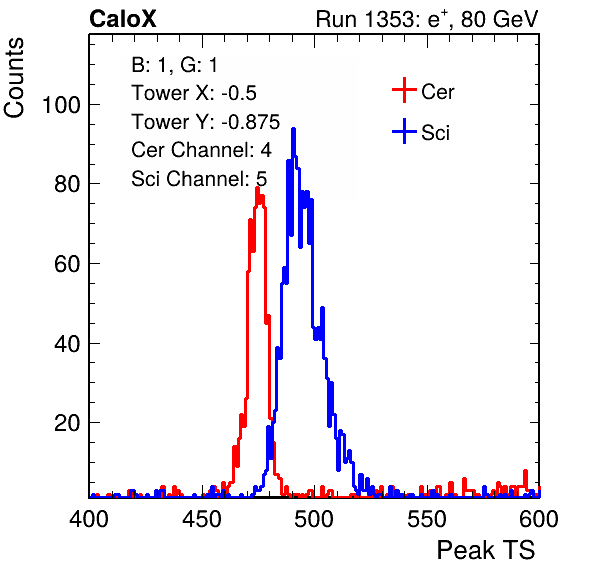 CaloX Run 1353: e⁺, 80 GeV
Counts
B: 1, G: 1
Tower X: -0.5
Tower Y: -0.875
Cer Channel: 4
Sci Channel: 5
Cer
Sci
100
80
60
40
20
400 450 500 550 600
Peak TS